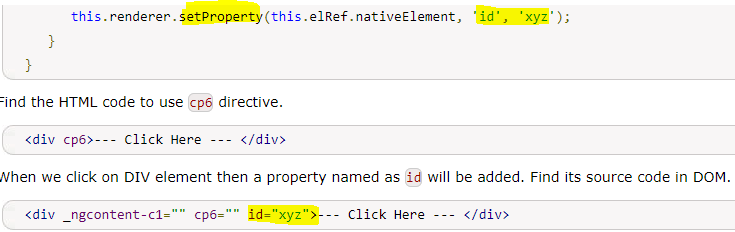 this.renderer.setProperty(this.elRef.nativeElement, 'id', 'xyz');
}
}
Find the HTML code to use cp6 directive.
<div cp6>--- Click Here --- </div>
When we click on DIV element then a property named as id will be added. Find its source code in DOM.
<div _ngcontent-c1="" cp6="" id="xyz">--- Click Here --- </div>